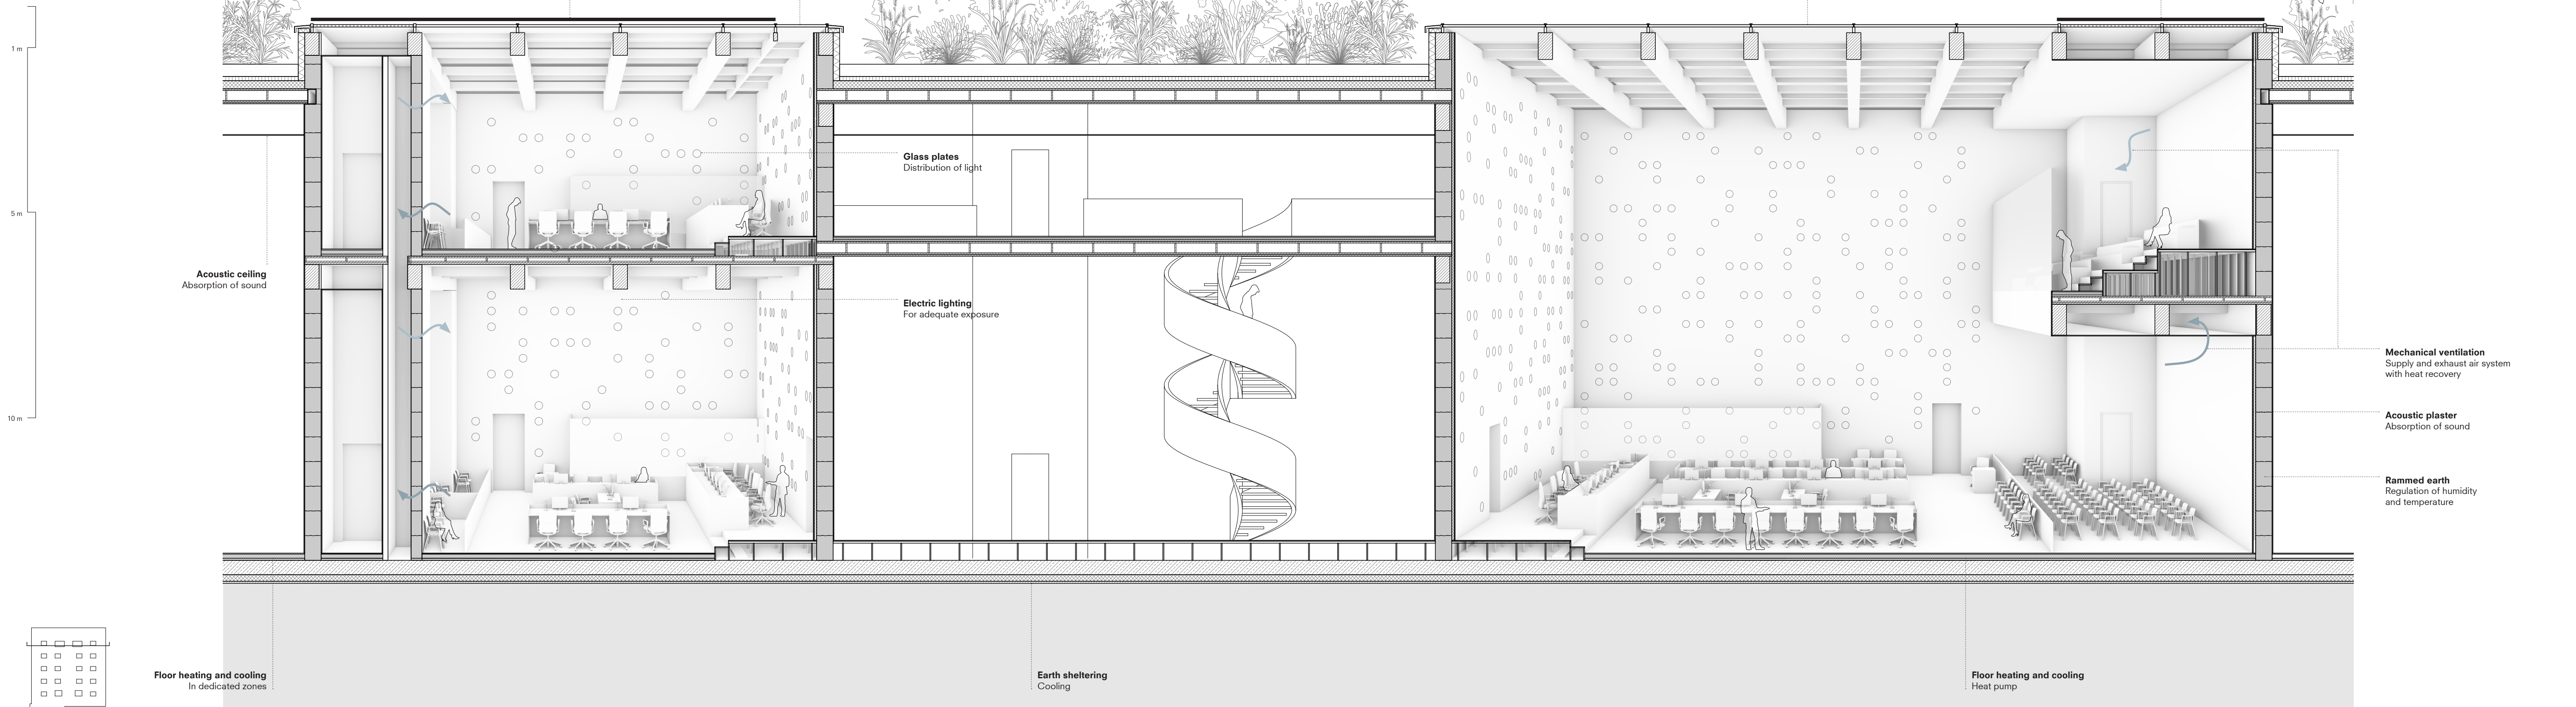 1 m
5 m
10 m
Glass plates
Distribution of light
Acoustic ceiling
Absorption of sound
Electric lighting
For adequate exposure
Mechanical ventilation
Supply and exhaust air system
with heat recovery
Acoustic plaster
Absorption of sound
Rammed earth
Regulation of humidity
and temperature
Floor heating and cooling
In dedicated zones
Earth sheltering
Cooling
Floor heating and cooling
Heat pump